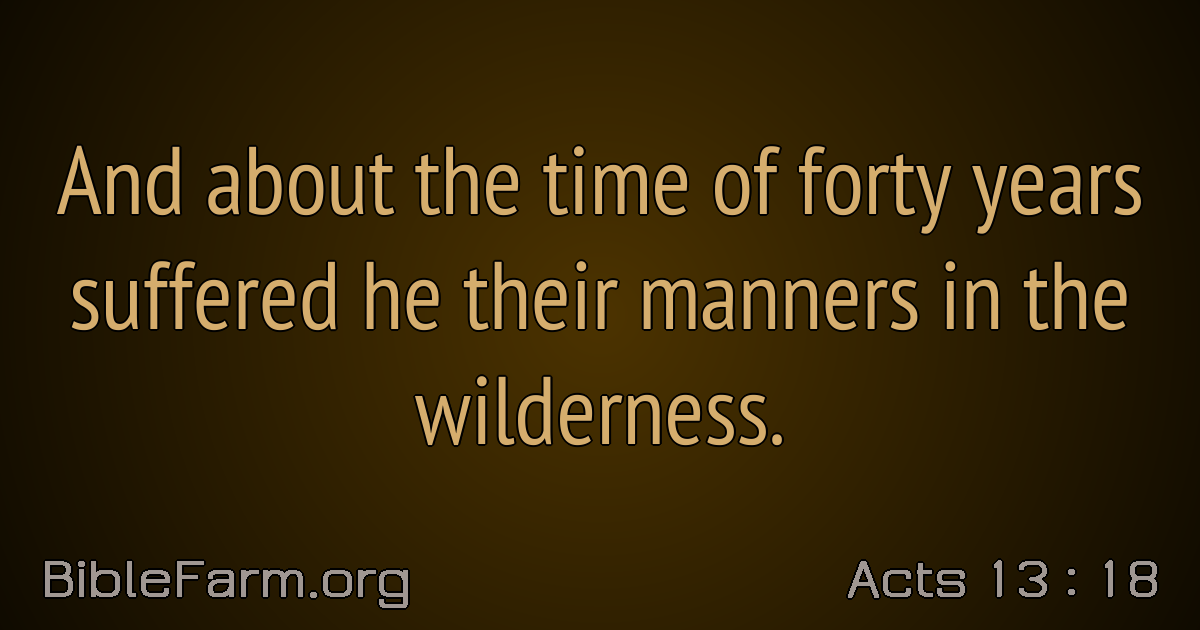 And about the time of forty years
suffered he their manners in the
wilderness.
BibleFarm.org
Acts 13 : 18